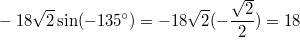 −18√2 sin(−135°) = −18√2(−√2/2) = 18